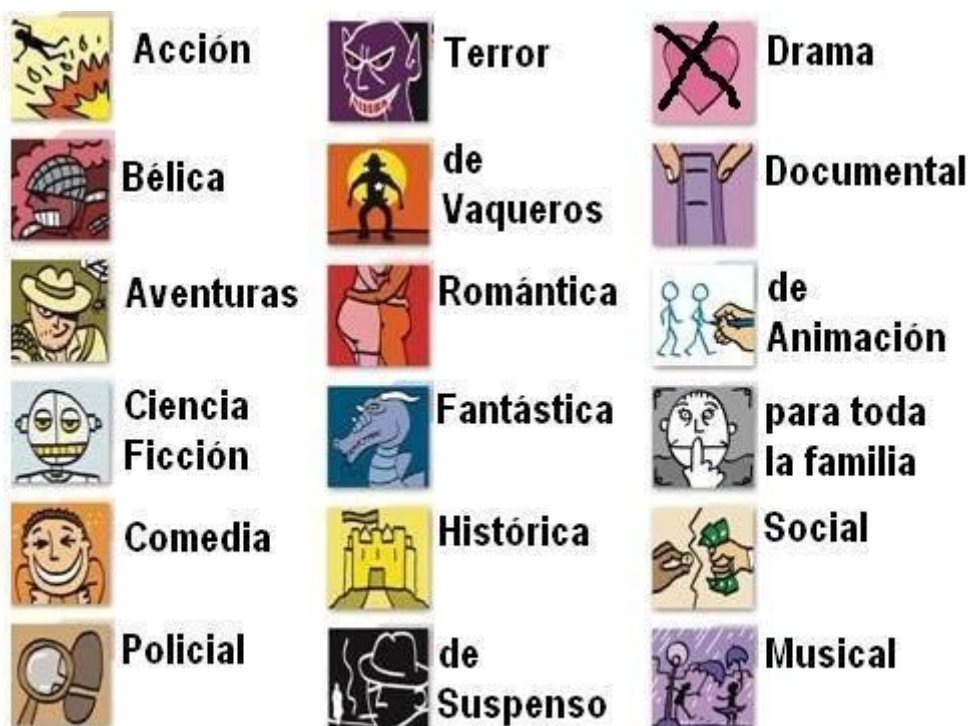 Acción
Terror
Drama
Bélica
de
Vaqueros
Documental
Aventuras
Romántica
de
Animación
Ciencia
Ficción
Fantástica
para toda
la familia
Comedia
Histórica
Social
Policial
de
Suspenso
Musical